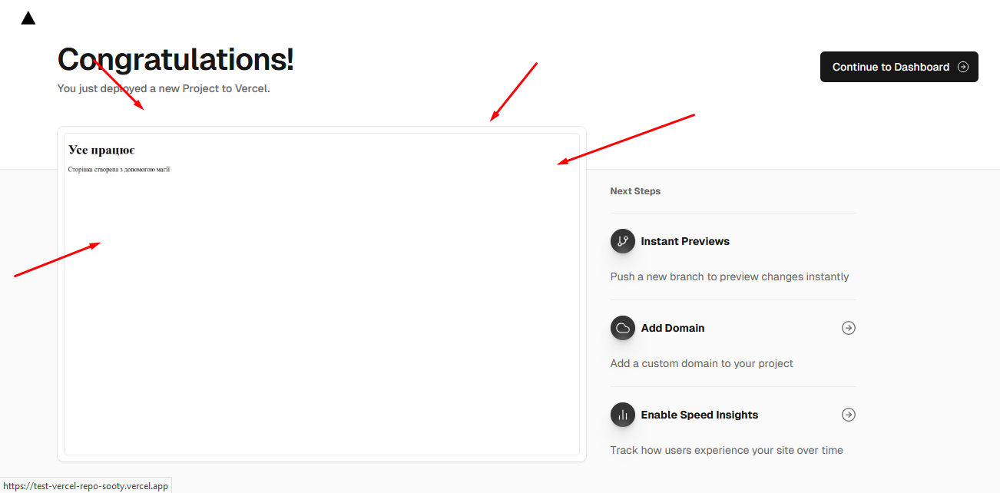 Congratulations!
You just deployed a new Project to Vercel.
Continue to Dashboard
Усе працює
Сторінка створена з допомогою магії
Next Steps
Instant Previews
Push a new branch to preview changes instantly
Add Domain
Add a custom domain to your project
Enable Speed Insights
Track how users experience your site over time
https://test-vercel-repo-sooty.vercel.app